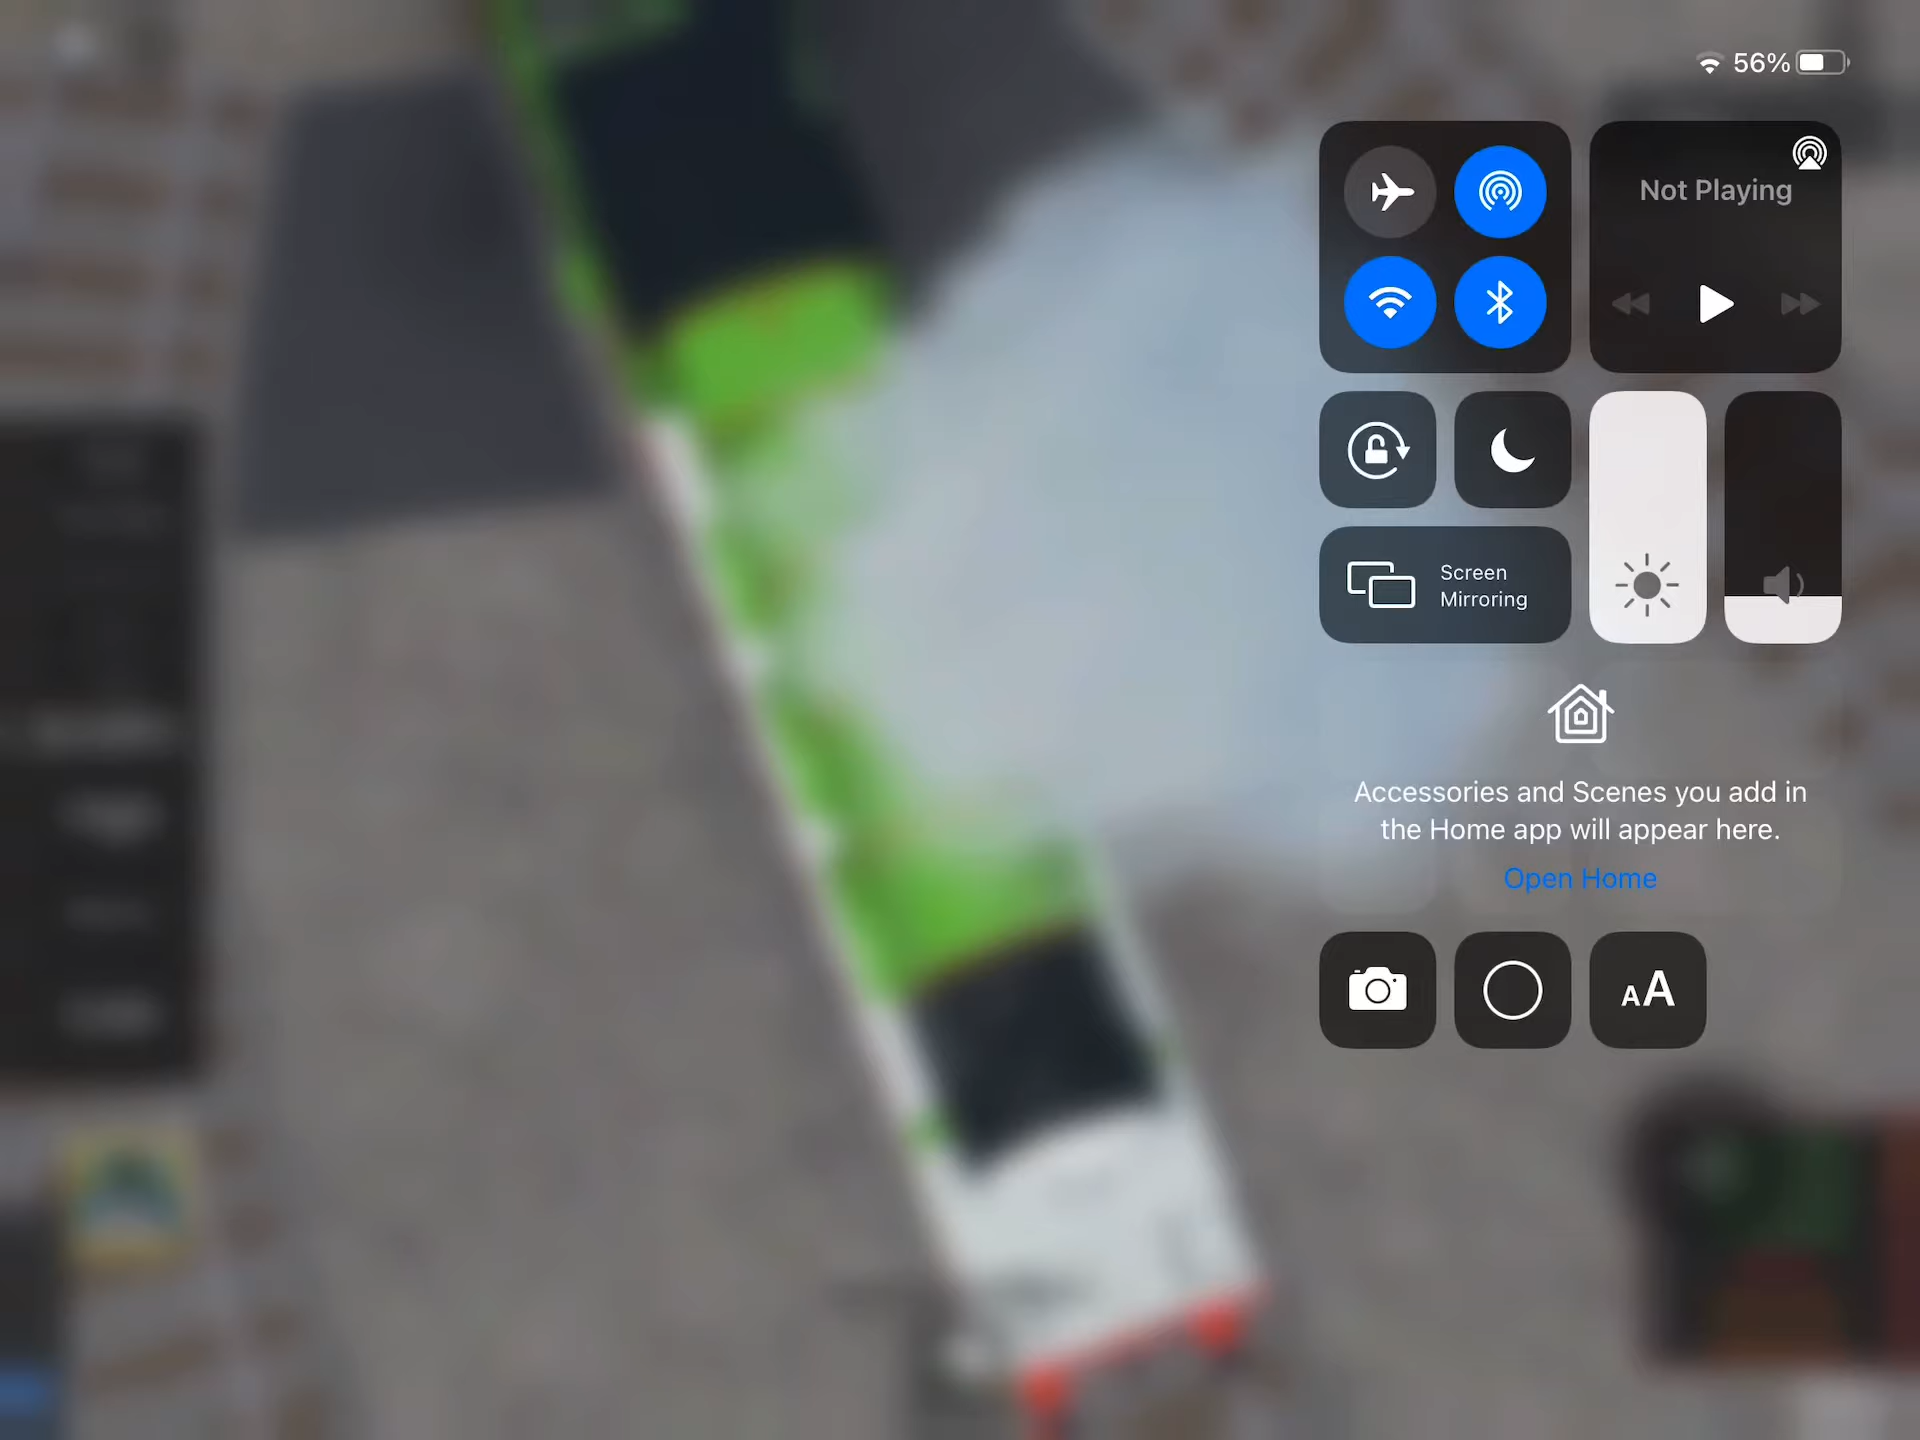 56%
Not Playing
Screen
Mirroring
Accessories and Scenes you add in
the Home app will appear here.
Open Home
AA